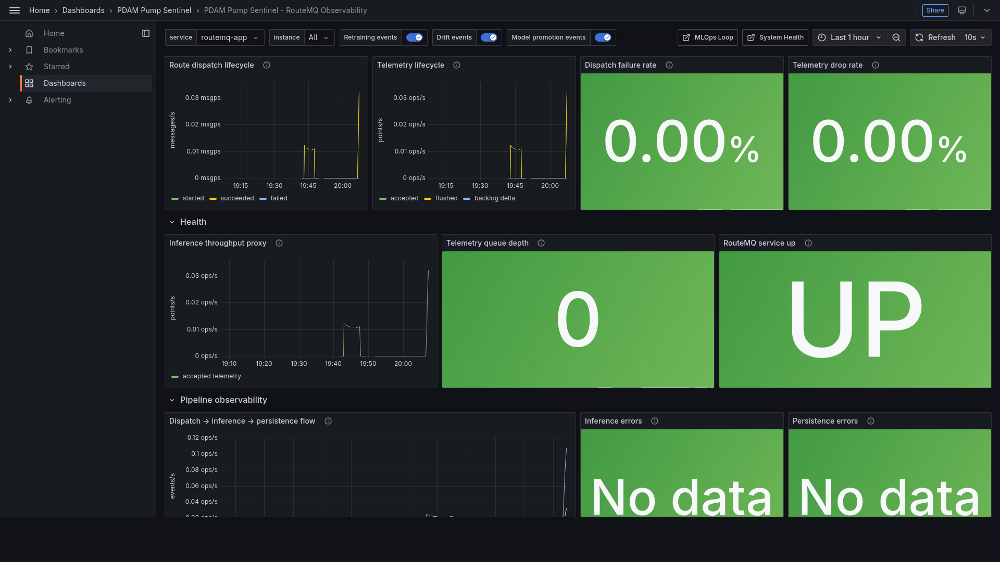 Home › Dashboards › PDAM Pump Sentinel › PDAM Pump Sentinel - RouteMQ Observability
Share
Home
Bookmarks
Starred
Dashboards
Alerting
service routemq-app instance All Retraining events Drift events Model promotion events MLOps Loop System Health Last 1 hour Refresh 10s
Route dispatch lifecycle
messages/s
0.03 msgps
0.02 msgps
0.01 msgps
0 msgps
19:15 19:30 19:45 20:00
started succeeded failed
Telemetry lifecycle
points/s
0.03 ops/s
0.02 ops/s
0.01 ops/s
0 ops/s
19:15 19:30 19:45 20:00
accepted flushed backlog delta
Dispatch failure rate
0.00%
Telemetry drop rate
0.00%
Health
Inference throughput proxy
points/s
0.03 ops/s
0.02 ops/s
0.01 ops/s
0 ops/s
19:10 19:20 19:30 19:40 19:50 20:00
accepted telemetry
Telemetry queue depth
0
RouteMQ service up
UP
Pipeline observability
Dispatch → inference → persistence flow
events/s
0.12 ops/s
0.1 ops/s
0.08 ops/s
0.06 ops/s
0.04 ops/s
Inference errors
No data
Persistence errors
No data